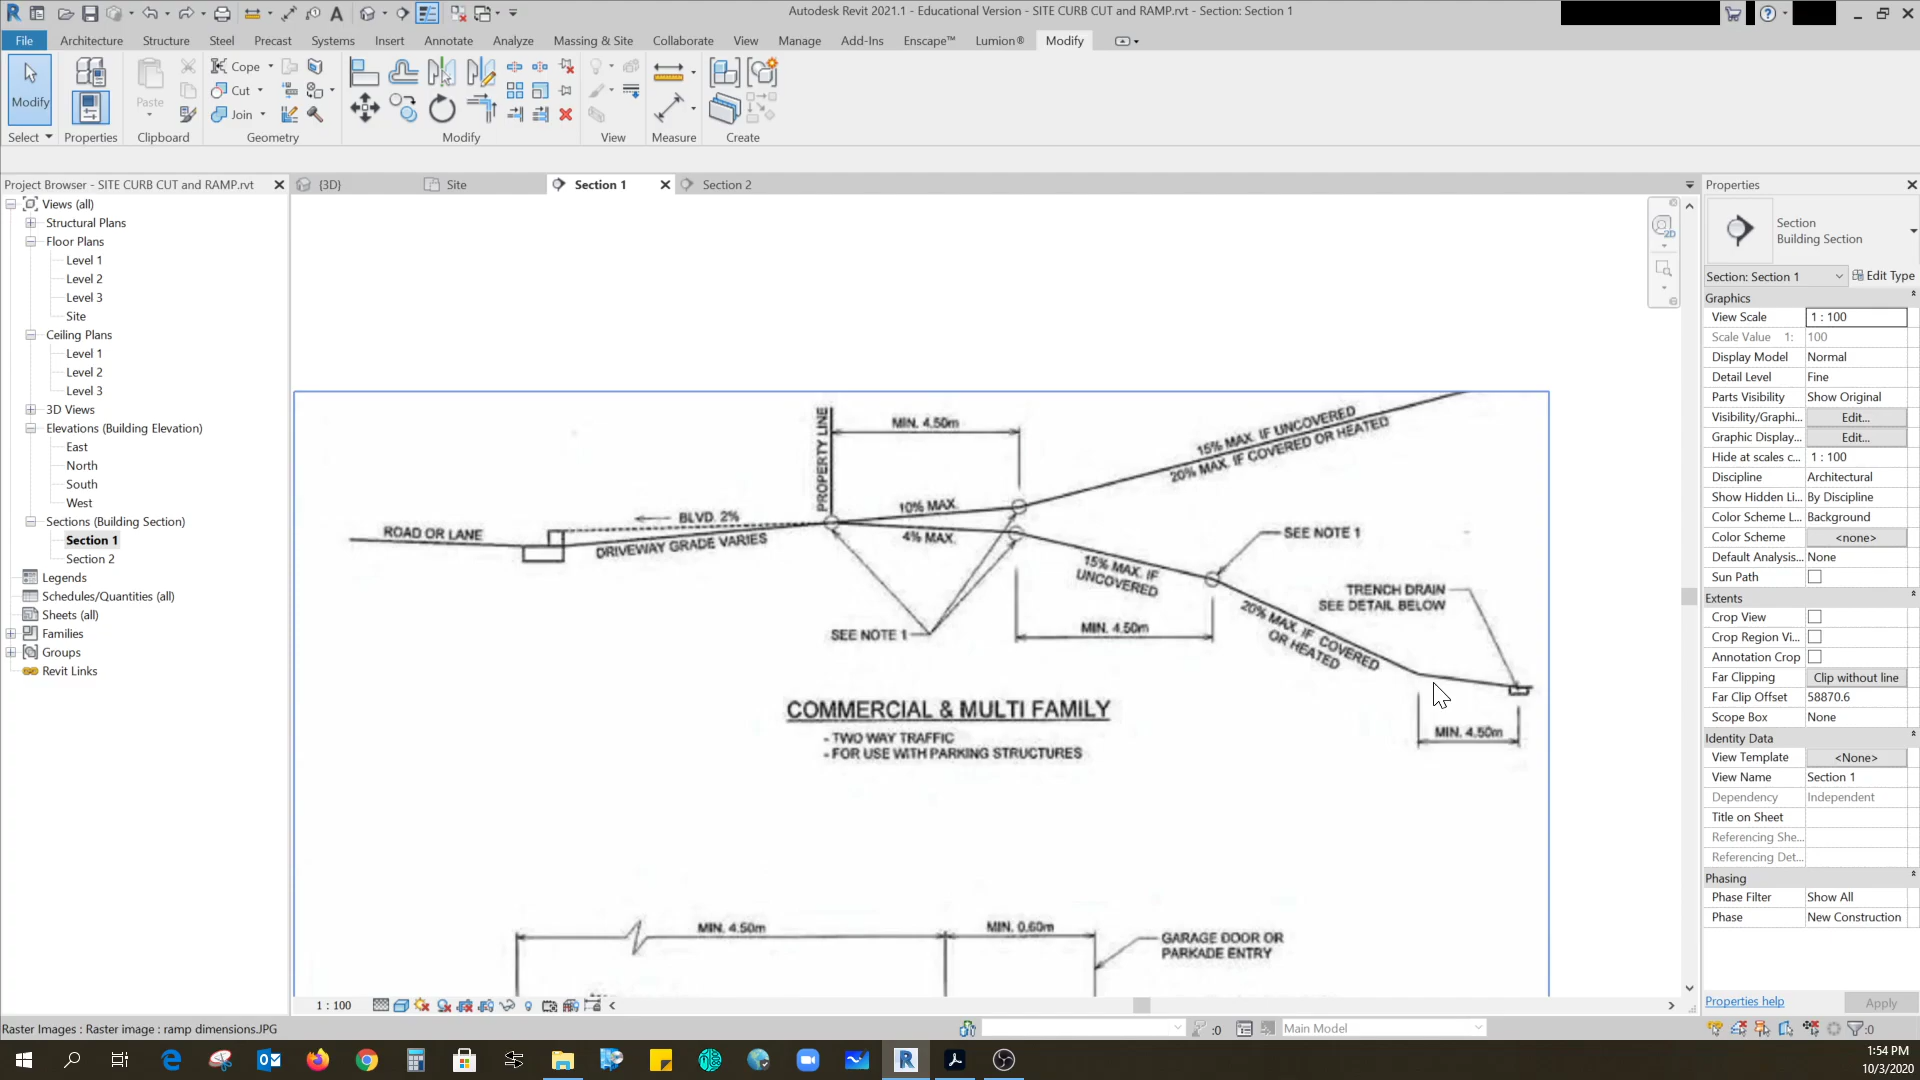 Autodesk Revit 2021.1 - Educational Version - SITE CURB CUT and RAMP.rvt - Section: Section 1
File Architecture Structure Steel Precast Systems Insert Annotate Analyze Massing & Site Collaborate View Manage Add-Ins Enscape™ Lumion® Modify
Modify
Paste
Cope
Cut
Join
Select Properties Clipboard Geometry Modify View Measure Create
Project Browser - SITE CURB CUT and RAMP.rvt
{3D}
Site
Section 1
Section 2
Views (all)
Structural Plans
Floor Plans
Level 1
Level 2
Level 3
Site
Ceiling Plans
Level 1
Level 2
Level 3
3D Views
Elevations (Building Elevation)
East
North
South
West
Sections (Building Section)
Section 1
Section 2
Legends
Schedules/Quantities (all)
Sheets (all)
Families
Groups
Revit Links
PROPERTY LINE
MIN. 4.50m
15% MAX. IF UNCOVERED
20% MAX. IF COVERED OR HEATED
ROAD OR LANE
BLVD. 2%
DRIVEWAY GRADE VARIES
10% MAX.
4% MAX.
SEE NOTE 1
15% MAX. IF
UNCOVERED
TRENCH DRAIN
SEE DETAIL BELOW
SEE NOTE 1
MIN. 4.50m
20% MAX. IF COVERED
OR HEATED
MIN. 4.50m
COMMERCIAL & MULTI FAMILY
- TWO WAY TRAFFIC
- FOR USE WITH PARKING STRUCTURES
MIN. 4.50m
MIN. 0.60m
GARAGE DOOR OR
PARKADE ENTRY
Properties
Section
Building Section
Section: Section 1 Edit Type
Graphics
View Scale 1 : 100
Scale Value 1: 100
Display Model Normal
Detail Level Fine
Parts Visibility Show Original
Visibility/Graphi... Edit...
Graphic Display... Edit...
Hide at scales c... 1 : 100
Discipline Architectural
Show Hidden Li... By Discipline
Color Scheme L... Background
Color Scheme <none>
Default Analysis... None
Sun Path
Extents
Crop View
Crop Region Vi...
Annotation Crop
Far Clipping Clip without line
Far Clip Offset 58870.6
Scope Box None
Identity Data
View Template <None>
View Name Section 1
Dependency Independent
Title on Sheet
Referencing She...
Referencing Det...
Phasing
Phase Filter Show All
Phase New Construction
Properties help Apply
1 : 100
Raster Images : Raster image : ramp dimensions.JPG
:0
Main Model
:0
1:54 PM
10/3/2020